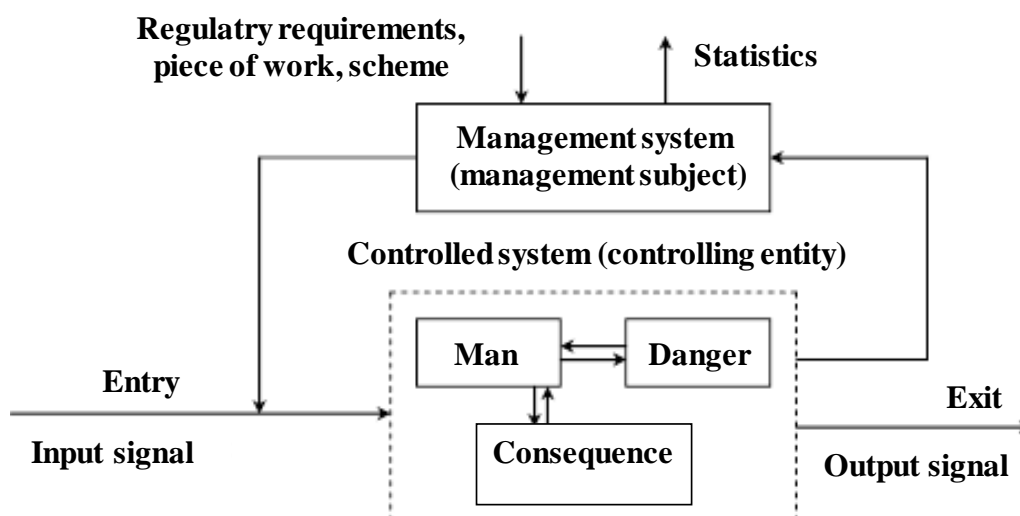 Regulatry requirements,
piece of work, scheme
Statistics
Management system
(management subject)
Controlled system (controlling entity)
Man
Danger
Entry
Exit
Input signal
Consequence
Output signal